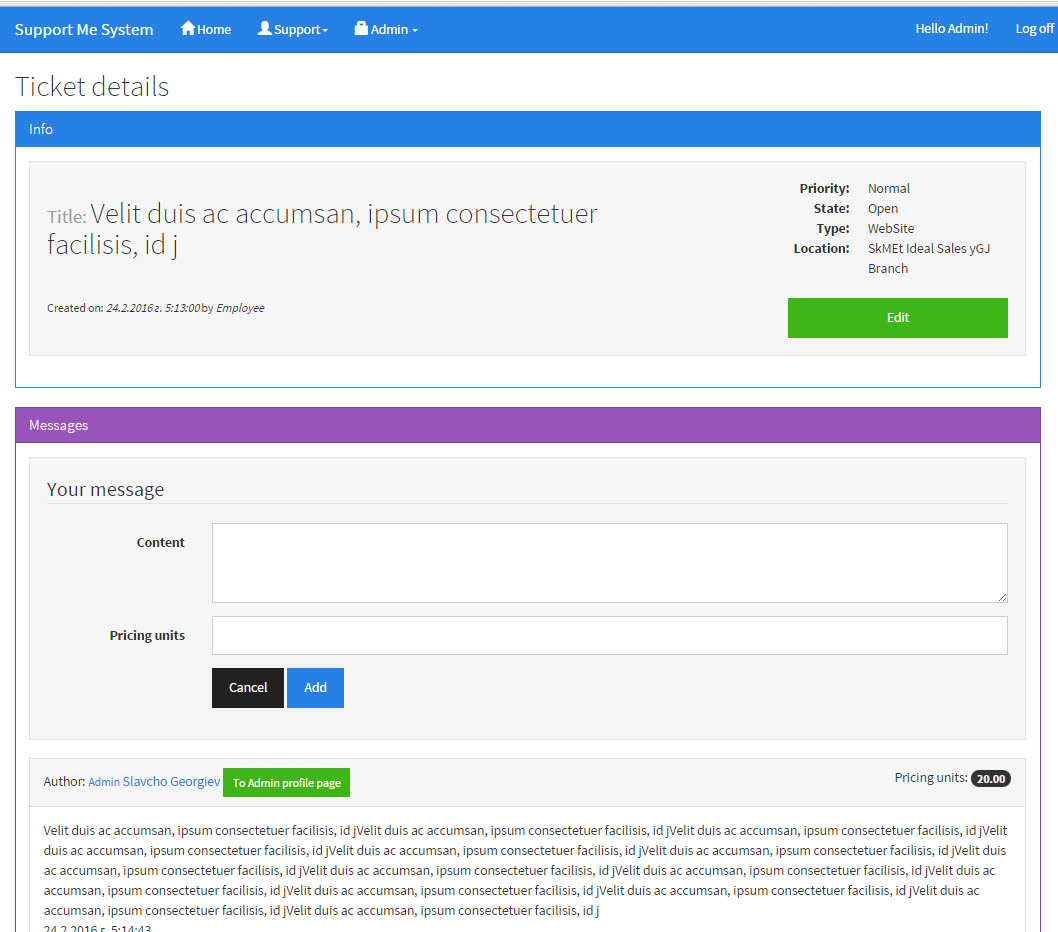 Support Me System Home Support Admin Hello Admin! Log off
Ticket details
Info
Title: Velit duis ac accumsan, ipsum consectetuer
facilisis, id j
Created on: 24.2.2016 г. 5:13:00 by Employee
Priority: Normal
State: Open
Type: WebSite
Location: SkMEt Ideal Sales yGJ
Branch
Edit
Messages
Your message
Content
Pricing units
Cancel Add
Author: Admin Slavcho Georgiev To Admin profile page Pricing units: 20.00
Velit duis ac accumsan, ipsum consectetuer facilisis, id jVelit duis ac accumsan, ipsum consectetuer facilisis, id jVelit duis ac accumsan, ipsum consectetuer facilisis, id jVelit
duis ac accumsan, ipsum consectetuer facilisis, id jVelit duis ac accumsan, ipsum consectetuer facilisis, id jVelit duis ac accumsan, ipsum consectetuer facilisis, id jVelit duis
ac accumsan, ipsum consectetuer facilisis, id jVelit duis ac accumsan, ipsum consectetuer facilisis, id jVelit duis ac accumsan, ipsum consectetuer facilisis, id jVelit duis ac
accumsan, ipsum consectetuer facilisis, id jVelit duis ac accumsan, ipsum consectetuer facilisis, id jVelit duis ac accumsan, ipsum consectetuer facilisis, id jVelit duis ac
accumsan, ipsum consectetuer facilisis, id jVelit duis ac accumsan, ipsum consectetuer facilisis, id j
24.2.2016 г. 5:14:43